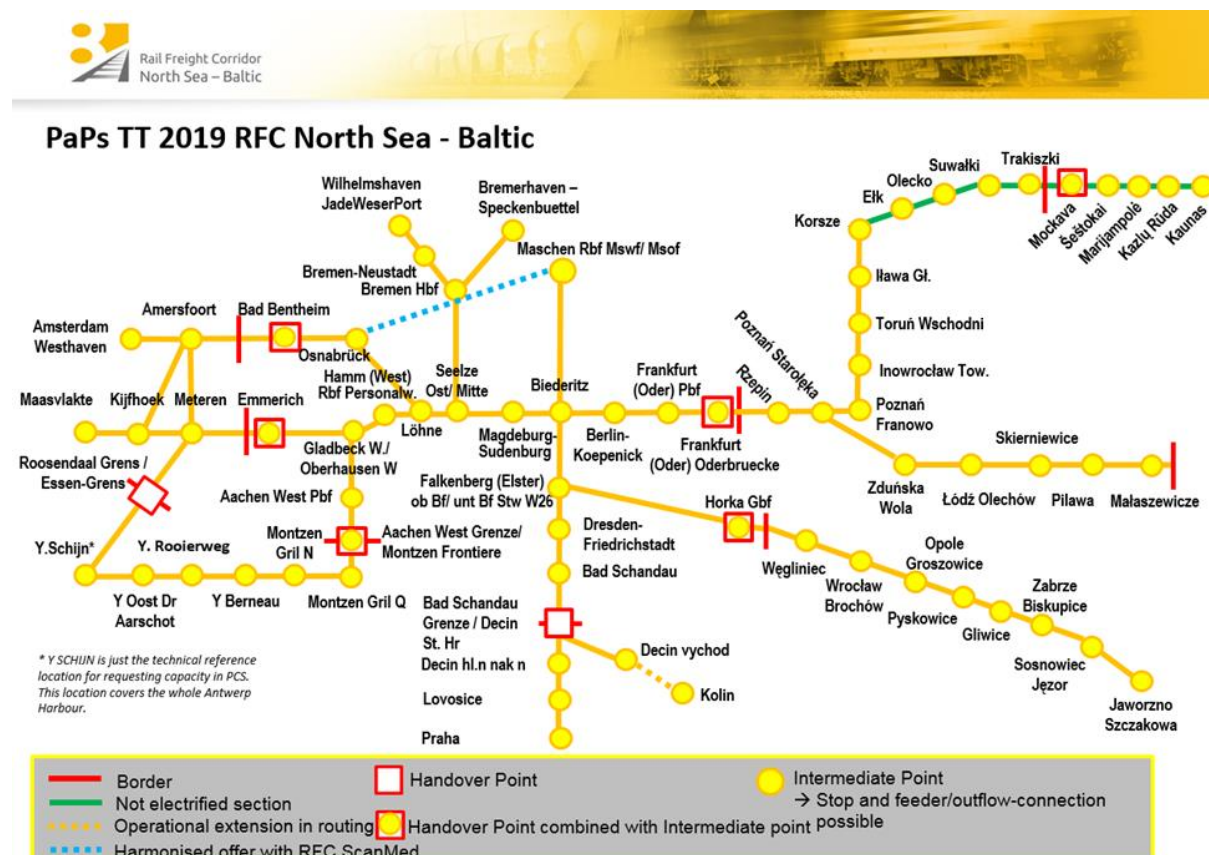 Rail Freight Corridor
North Sea – Baltic
PaPs TT 2019 RFC North Sea - Baltic
Wilhelmshaven
JadeWeserPort
Bremerhaven –
Speckenbuettel
Maschen Rbf Mswf/ Msof
Bremen-Neustadt
Bremen Hbf
Korsze
Ełk
Olecko
Suwałki
Trakiszki
Mockava
Šeštokai
Marijampolė
Kazlų Rūda
Kaunas
Iława Gł.
Toruń Wschodni
Inowrocław Tow.
Poznań
Franowo
Amersfoort
Bad Bentheim
Amsterdam
Westhaven
Osnabrück
Hamm (West)
Rbf Personalw.
Seelze
Ost/ Mitte
Biederitz
Frankfurt
(Oder) Pbf
Rzepin
Poznań Starołęka
Maasvlakte
Kijfhoek
Meteren
Emmerich
Gladbeck W./
Oberhausen W
Löhne
Magdeburg-
Sudenburg
Berlin-
Koepenick
Frankfurt
(Oder) Oderbruecke
Skierniewice
Zduńska
Wola
Łódź Olechów
Pilawa
Małaszewicze
Roosendaal Grens /
Essen-Grens
Aachen West Pbf
Falkenberg (Elster)
ob Bf/ unt Bf Stw W26
Horka Gbf
Montzen
Gril N
Aachen West Grenze/
Montzen Frontiere
Dresden-
Friedrichstadt
Węgliniec
Y.Schijn*
Y. Rooierweg
Y Oost Dr
Aarschot
Y Berneau
Montzen Gril Q
Bad Schandau
Wrocław
Brochów
Opole
Groszowice
Pyskowice
Gliwice
Zabrze
Biskupice
Sosnowiec
Jęzor
Jaworzno
Szczakowa
Bad Schandau
Grenze / Decin
St. Hr
Decin hl.n nak n
Decin vychod
Kolin
Lovosice
Praha
* Y SCHIJN is just the technical reference
location for requesting capacity in PCS.
This location covers the whole Antwerp
Harbour.
Border
Not electrified section
Operational extension in routing
Harmonised offer with RFC ScanMed
Handover Point
Handover Point combined with Intermediate point
Intermediate Point
→ Stop and feeder/outflow-connection
possible